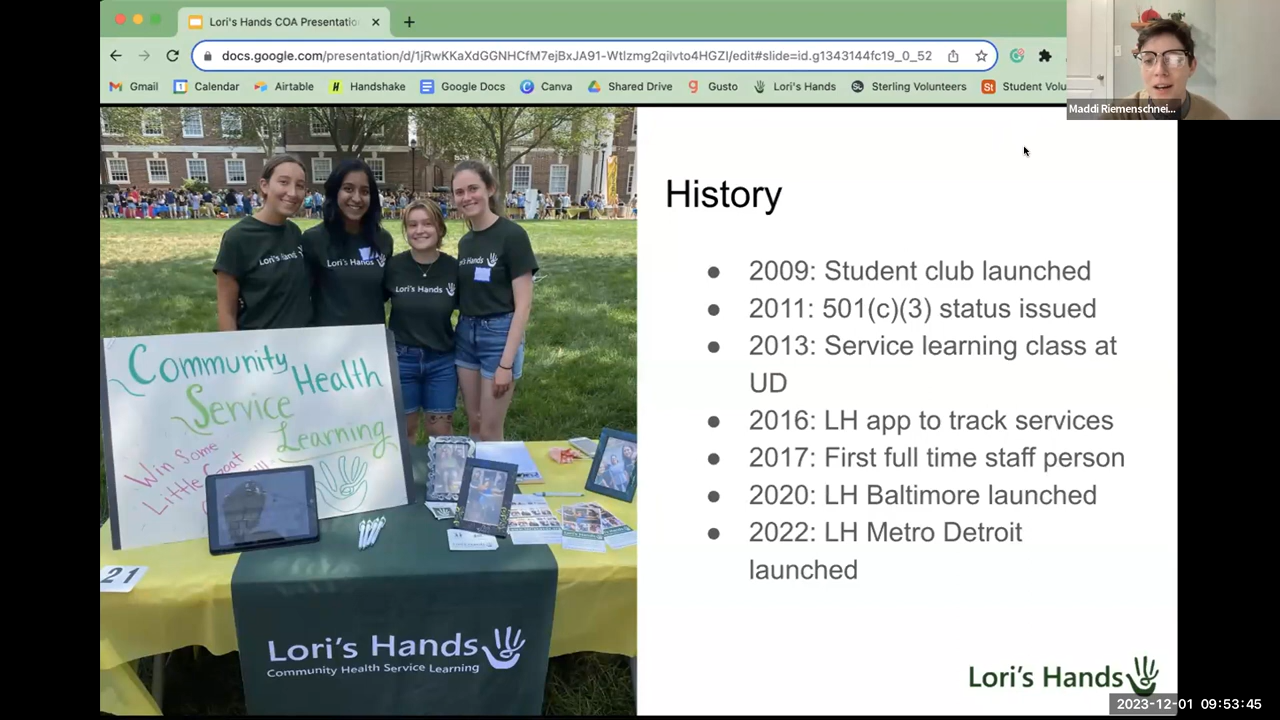 Lori's Hands COA Presentatio
docs.google.com/presentation/d/1jRwKKaXdGGNHCfM7ejBxJA91-Wtlzmg2qilvto4HGZI/edit#slide=id.g1343144fc19_0_52
Gmail
Calendar
Airtable
Handshake
Google Docs
Canva
Shared Drive
Gusto
Lori's Hands
Sterling Volunteers
Student Volu
Maddi Riemenschnei...
History
2009: Student club launched
2011: 501(c)(3) status issued
2013: Service learning class at
UD
2016: LH app to track services
2017: First full time staff person
2020: LH Baltimore launched
2022: LH Metro Detroit
launched
Lori's Hands
Lori's Hands
Lori's Hands
Lori's Hands
Community
Health
Service
Learning
Win Some
Little Goat
21
Lori's Hands
Community Health Service Learning
Lori's Hands
2023-12-01 09:53:45